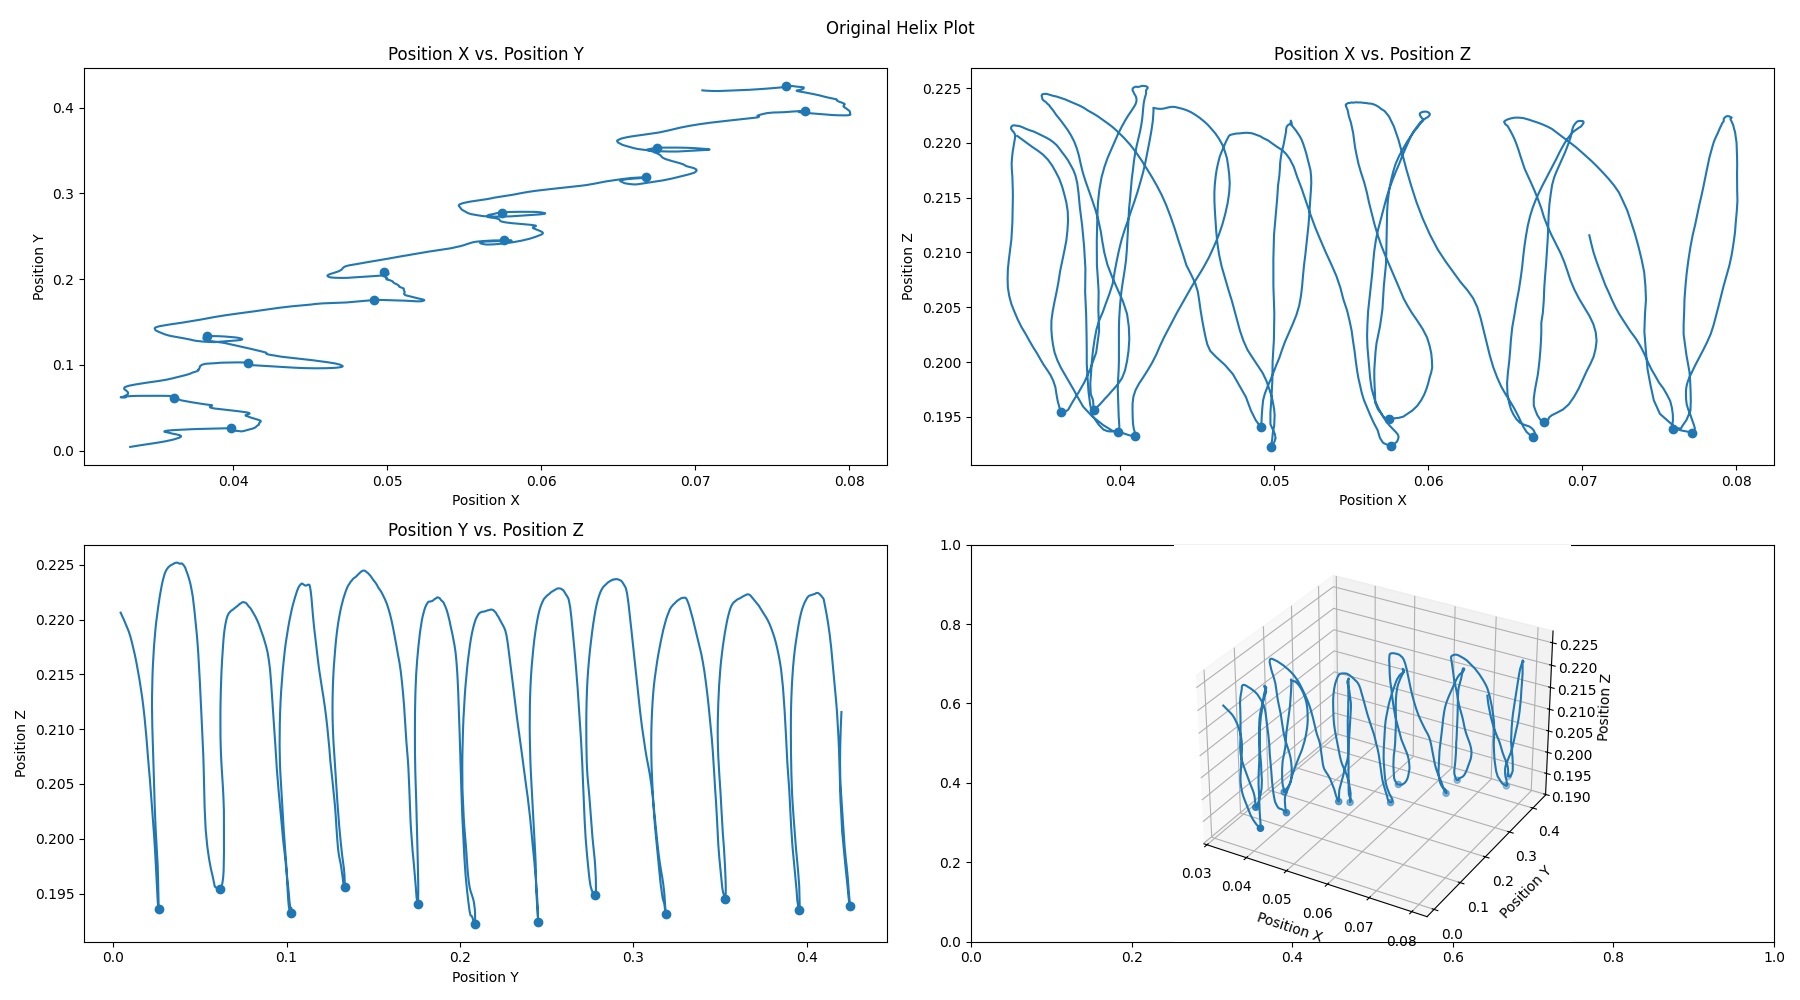 Original Helix Plot
Position X vs. Position Y
0.4
0.3
0.2
0.1
0.0
Position Y
0.04 0.05 0.06 0.07 0.08
Position X
Position X vs. Position Z
0.225
0.220
0.215
0.210
0.205
0.200
0.195
Position Z
0.04 0.05 0.06 0.07 0.08
Position X
Position Y vs. Position Z
0.225
0.220
0.215
0.210
0.205
0.200
0.195
Position Z
0.0 0.1 0.2 0.3 0.4
Position Y
1.0
0.8
0.6
0.4
0.2
0.0
0.0 0.2 0.4 0.6 0.8 1.0
0.225
0.220
0.215
0.210
0.205
0.200
0.195
0.190
Position Z
0.4
0.3
0.2
0.1
0.0
Position Y
0.03
0.04
0.05
0.06
0.07
0.08
Position X